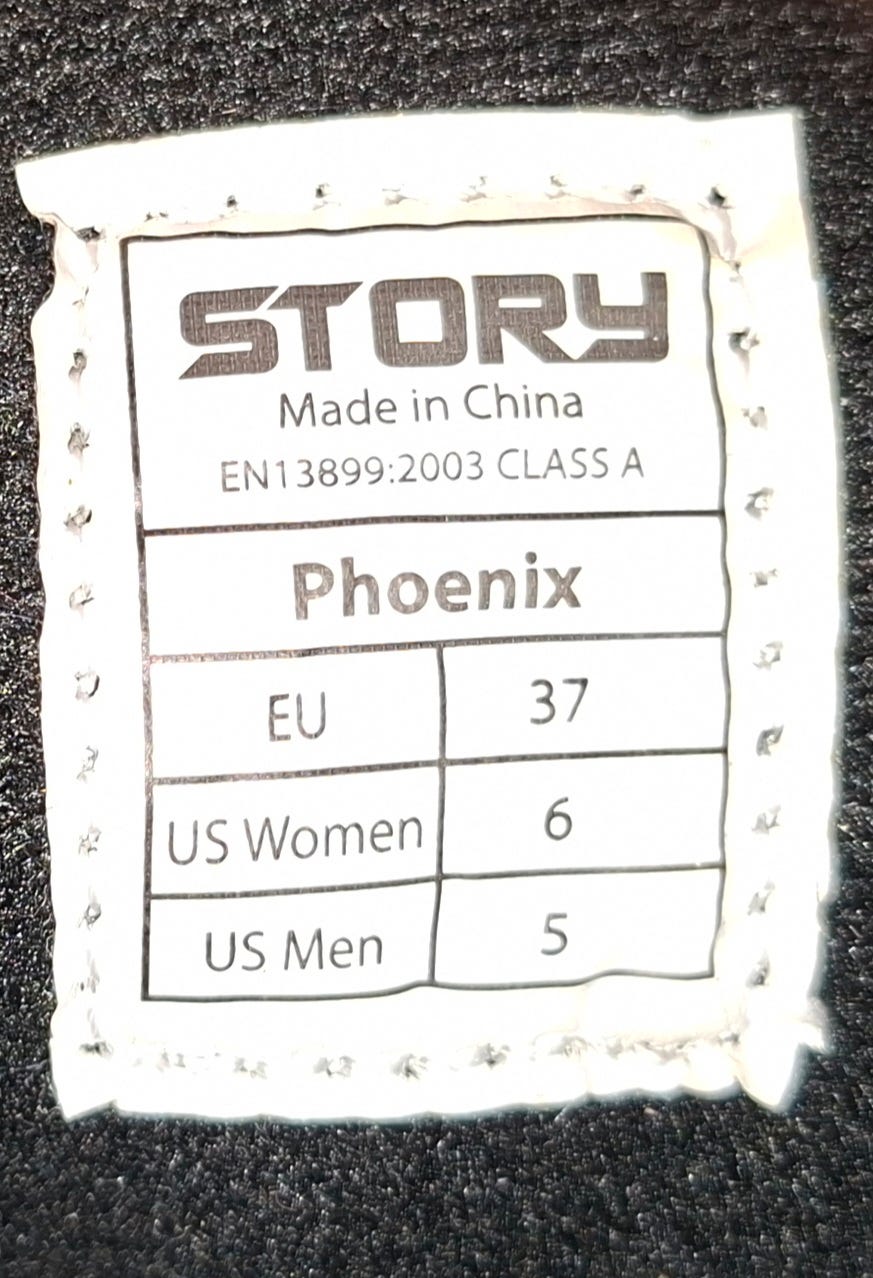 STORY
Made in China
EN13899:2003 CLASS A
Phoenix
EU 37
US Women 6
US Men 5